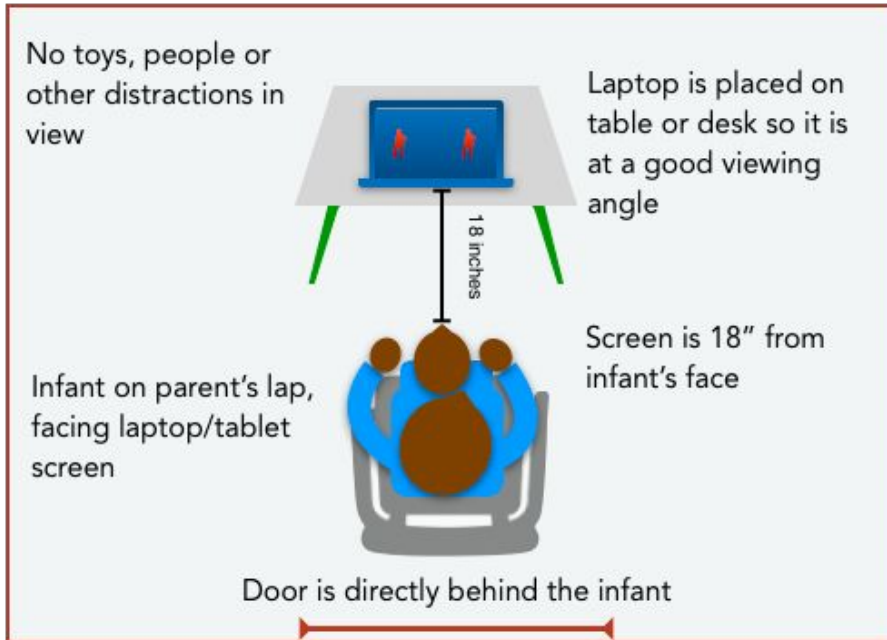 No toys, people or
other distractions in
view
Laptop is placed on
table or desk so it is
at a good viewing
angle
18 inches
Screen is 18” from
infant’s face
Infant on parent’s lap,
facing laptop/tablet
screen
Door is directly behind the infant